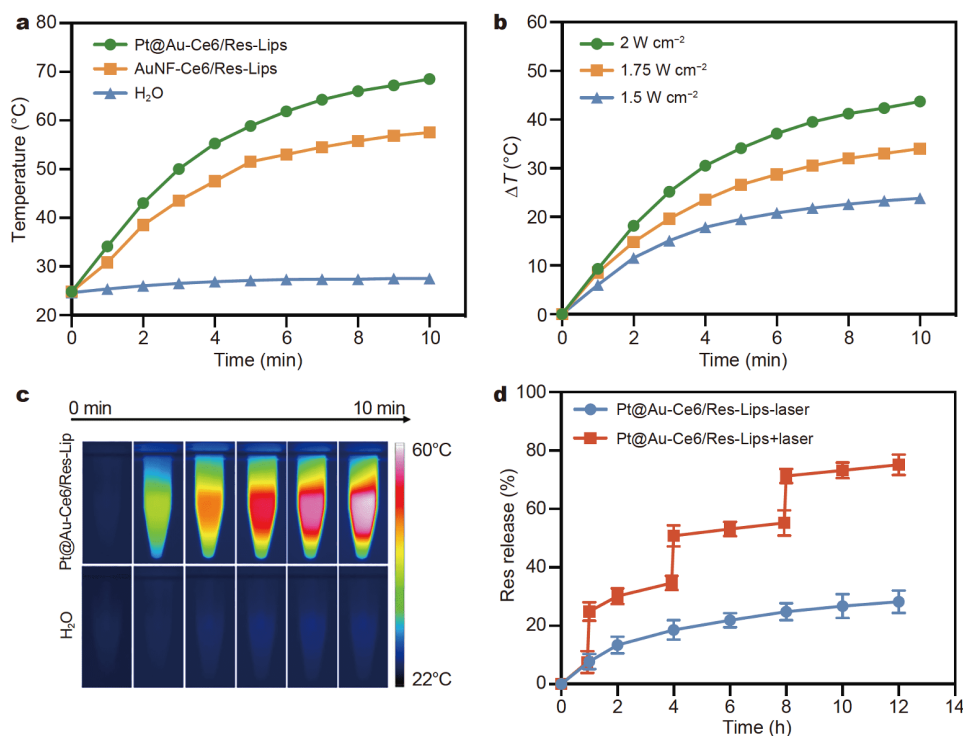 a
Temperature (°C)
80
70
60
50
40
30
20
Pt@Au-Ce6/Res-Lips
AuNF-Ce6/Res-Lips
H₂O
0 2 4 6 8 10
Time (min)
b
ΔT (°C)
60
50
40
30
20
10
0
2 W cm⁻²
1.75 W cm⁻²
1.5 W cm⁻²
0 2 4 6 8 10
Time (min)
c
0 min 10 min
Pt@Au-Ce6/Res-Lip
H₂O
60°C
22°C
d
Res release (%)
100
80
60
40
20
0
Pt@Au-Ce6/Res-Lips-laser
Pt@Au-Ce6/Res-Lips+laser
0 2 4 6 8 10 12 14
Time (h)